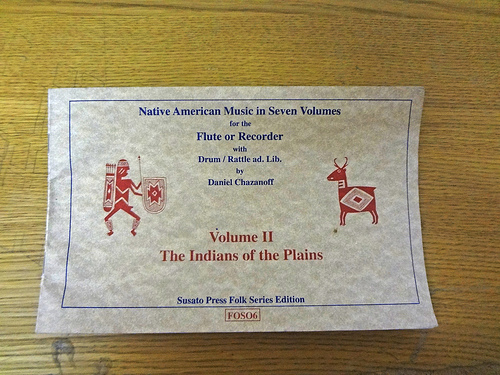 Native American Music in Seven Volumes
for the
Flute or Recorder
with
Drum / Rattle ad. Lib.
by
Daniel Chazanoff
Volume II
The Indians of the Plains
Susato Press Folk Series Edition
FOSO6